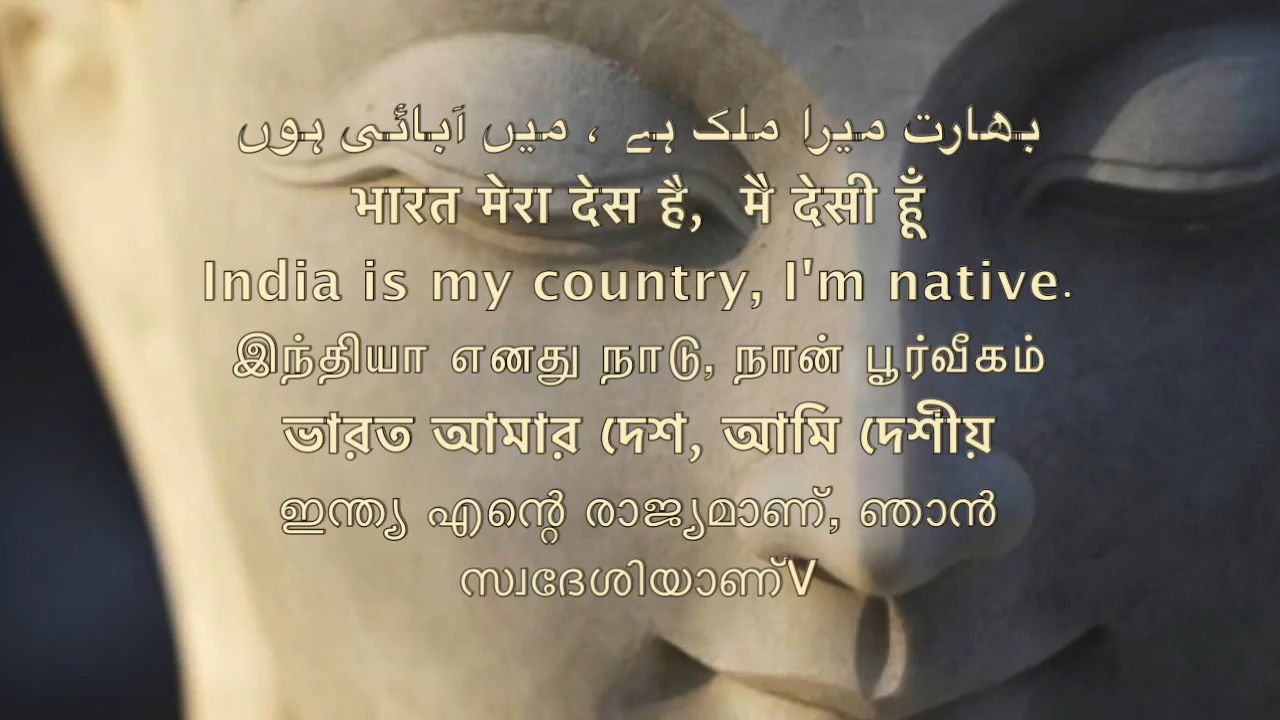 بھارت میرا ملک ہے ، میں آبائی ہوں
भारत मेरा देस है, मै देसी हूँ
India is my country, I'm native.
இந்தியா எனது நாடு, நான் பூர்வீகம்
ভারত আমার দেশ, আমি দেশীয়
ഇന്ത്യ എന്റെ രാജ്യമാണ്, ഞാൻ
സ്വദേശിയാണ്V